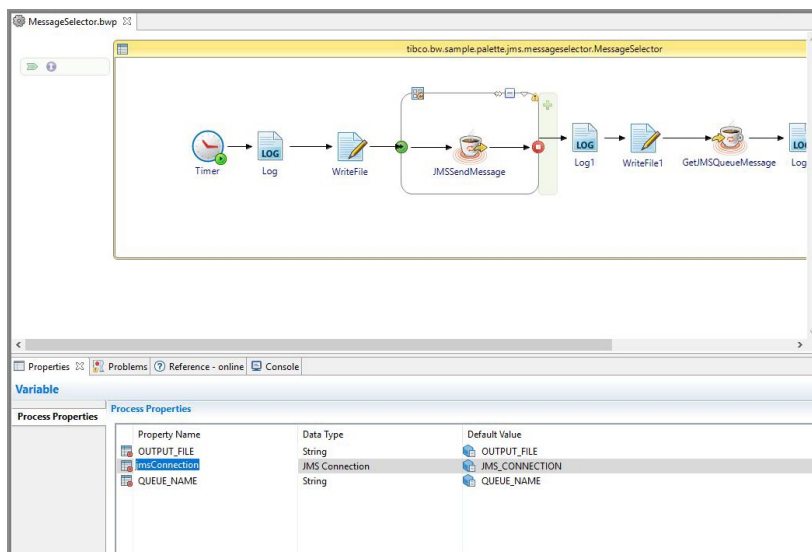 MessageSelector.bwp
tibco.bw.sample.palette.jms.messageselector.MessageSelector
LOG
LOG
LO
Timer
Log
WriteFile
JMSSendMessage
Log1
WriteFile1
GetJMSQueueMessage
Log
Properties Problems Reference - online Console
Variable
Process Properties
Process Properties
Property Name Data Type Default Value
OUTPUT_FILE String OUTPUT_FILE
jmsConnection JMS Connection JMS_CONNECTION
QUEUE_NAME String QUEUE_NAME